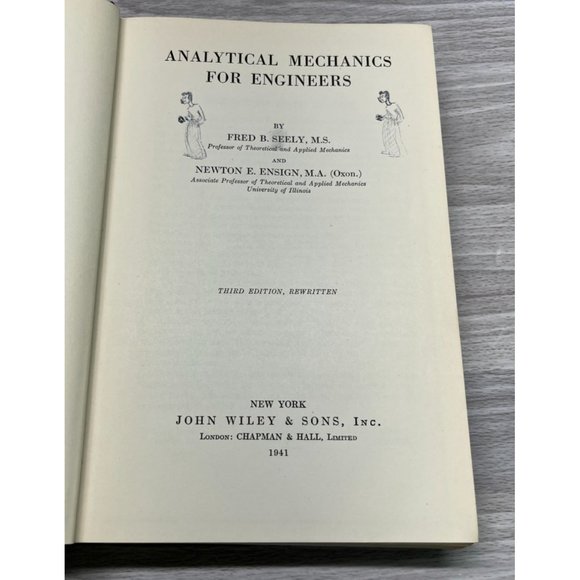 ANALYTICAL MECHANICS
FOR ENGINEERS
BY
FRED B. SEELY, M.S.
Professor of Theoretical and Applied Mechanics
AND
NEWTON E. ENSIGN, M.A. (Oxon.)
Associate Professor of Theoretical and Applied Mechanics
University of Illinois
THIRD EDITION, REWRITTEN
NEW YORK
JOHN WILEY & SONS, INC.
LONDON: CHAPMAN & HALL, LIMITED
1941